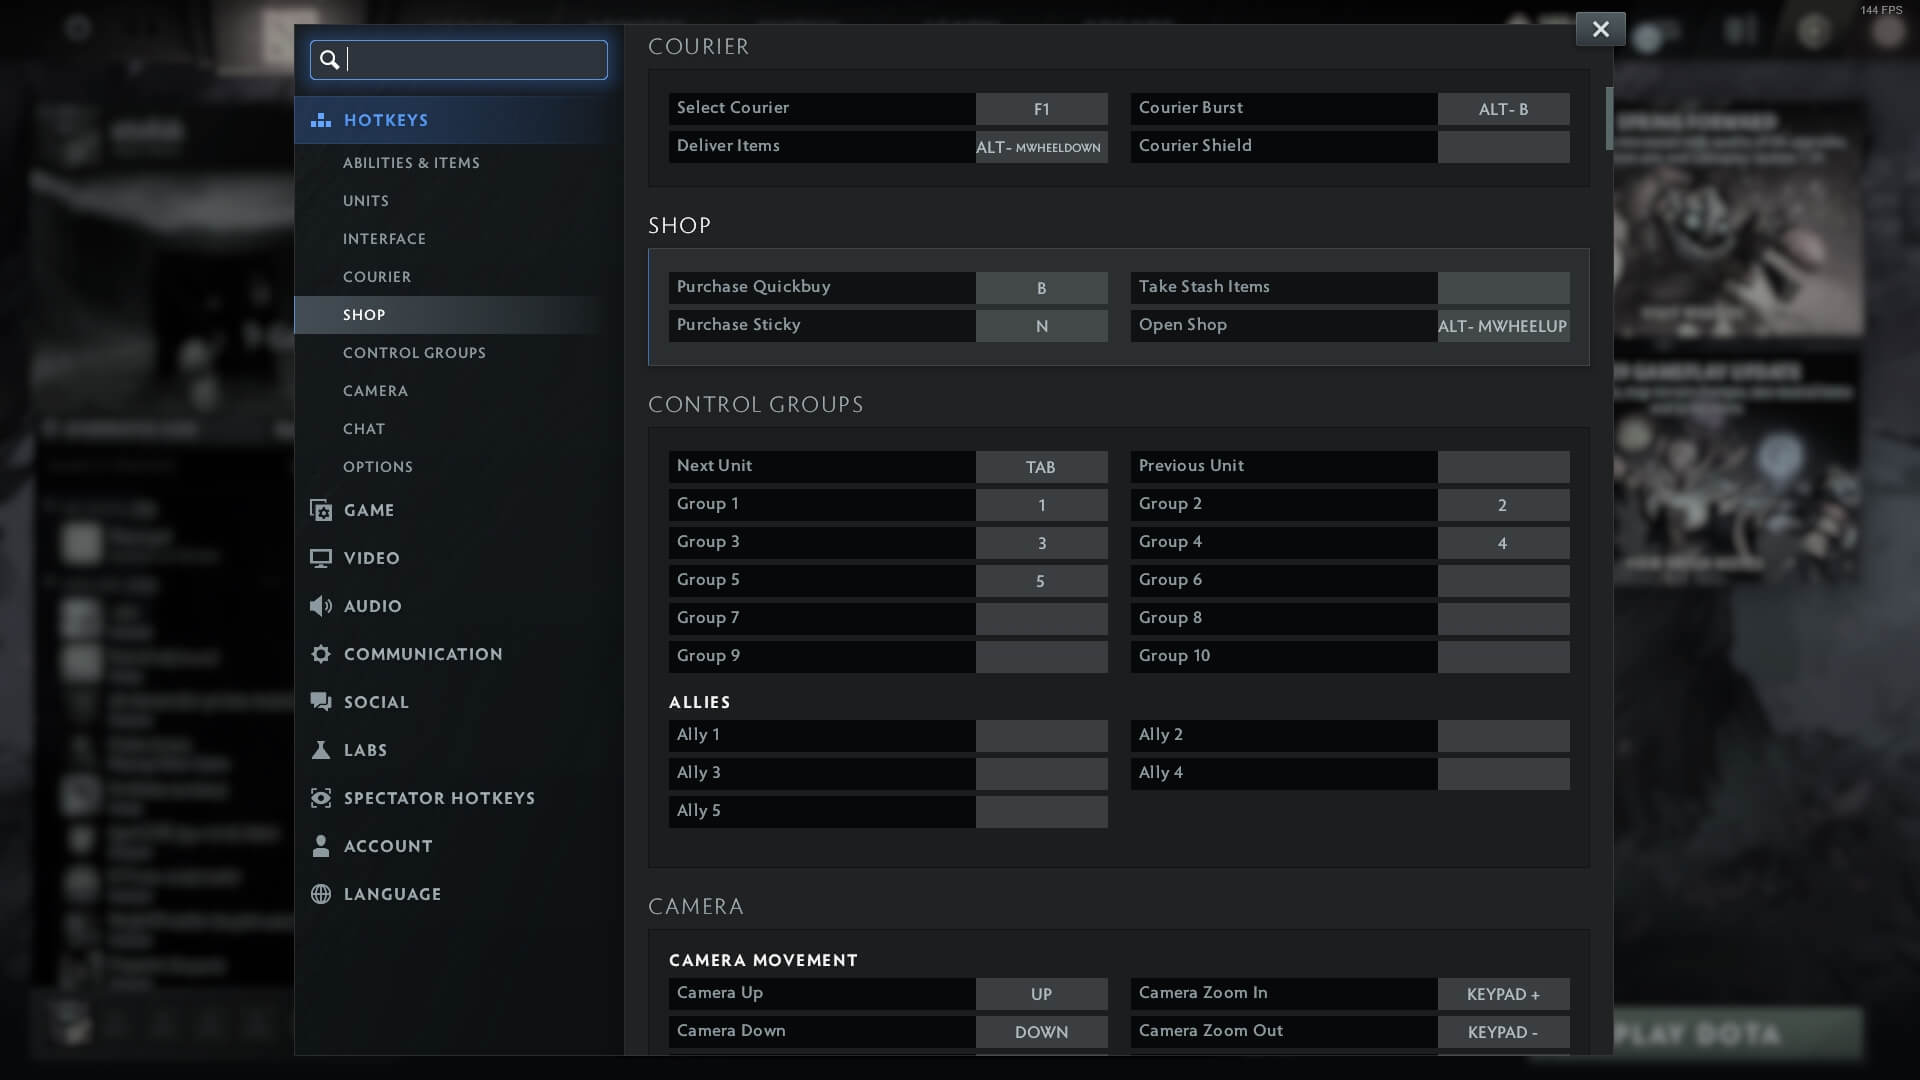 144 FPS
COURIER
Select Courier F1 Courier Burst ALT- B
Deliver Items ALT- MWHEELDOWN Courier Shield
HOTKEYS
ABILITIES & ITEMS
UNITS
INTERFACE
COURIER
SHOP
CONTROL GROUPS
CAMERA
CHAT
OPTIONS
GAME
VIDEO
AUDIO
COMMUNICATION
SOCIAL
LABS
SPECTATOR HOTKEYS
ACCOUNT
LANGUAGE
SHOP
Purchase Quickbuy B Take Stash Items
Purchase Sticky N Open Shop ALT- MWHEELUP
CONTROL GROUPS
Next Unit TAB Previous Unit
Group 1 1 Group 2 2
Group 3 3 Group 4 4
Group 5 5 Group 6
Group 7 Group 8
Group 9 Group 10
ALLIES
Ally 1 Ally 2
Ally 3 Ally 4
Ally 5
CAMERA
CAMERA MOVEMENT
Camera Up UP Camera Zoom In KEYPAD +
Camera Down DOWN Camera Zoom Out KEYPAD -
SPRING FORWARD
GAMEPLAY UPDATE
PLAY DOTA